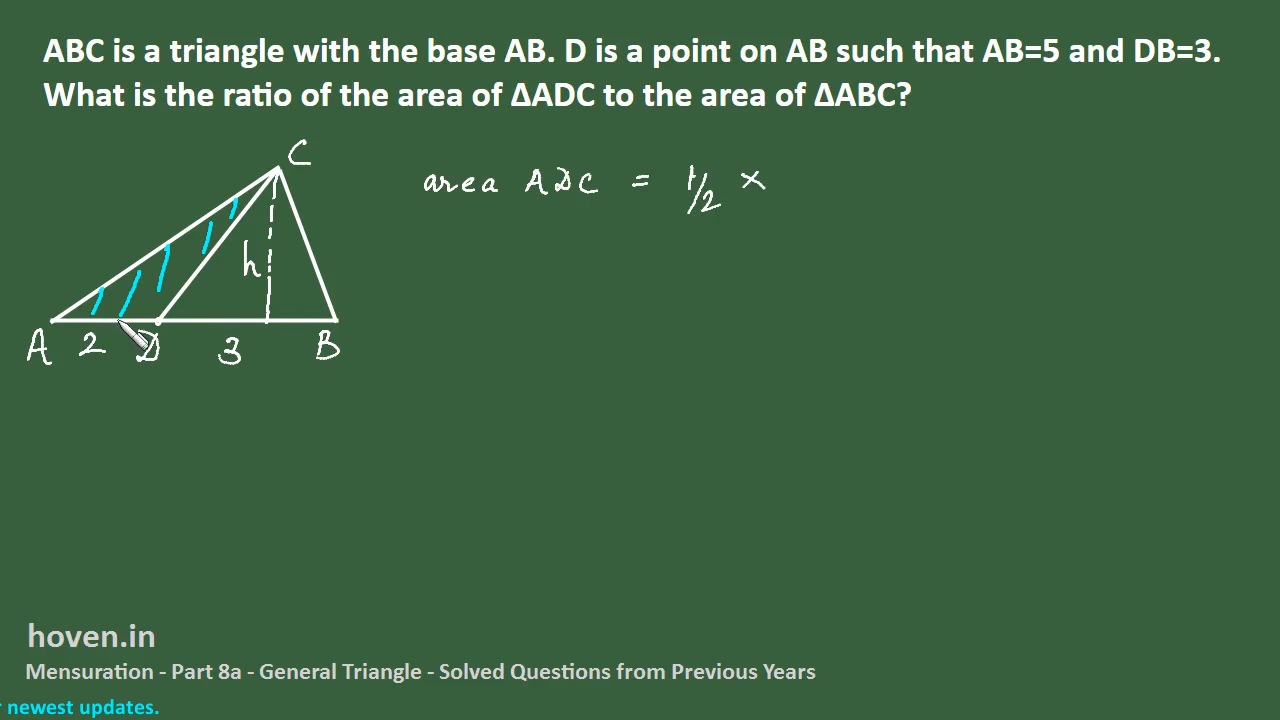 ABC is a triangle with the base AB. D is a point on AB such that AB=5 and DB=3.
What is the ratio of the area of ΔADC to the area of ΔABC?
C
area ADC = 1/2 ×
h
A 2 D 3 B
hoven.in
Mensuration - Part 8a - General Triangle - Solved Questions from Previous Years
newest updates.